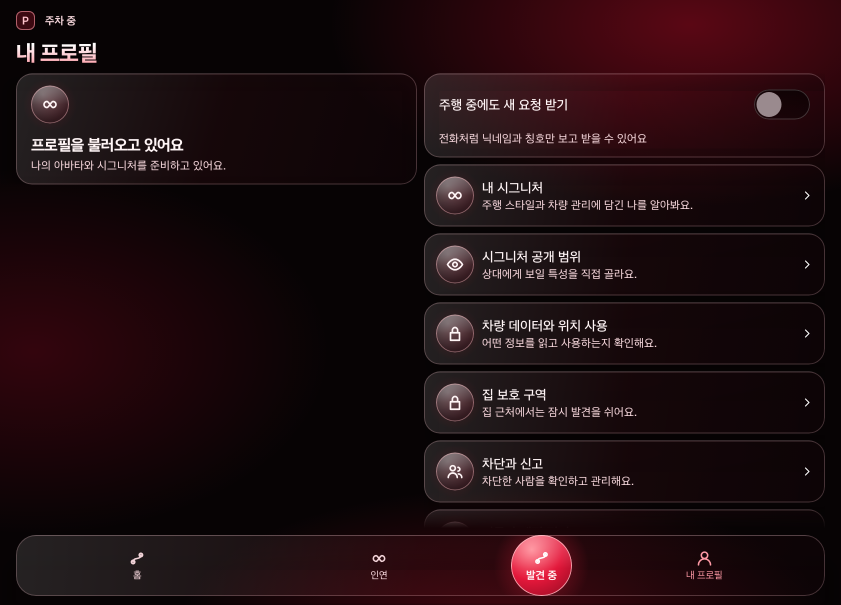 P 주차 중
내 프로필
프로필을 불러오고 있어요
나의 아바타와 시그니처를 준비하고 있어요.
주행 중에도 새 요청 받기
전화처럼 닉네임과 칭호만 보고 받을 수 있어요
내 시그니처
주행 스타일과 차량 관리에 담긴 나를 알아봐요.
시그니처 공개 범위
상대에게 보일 특성을 직접 골라요.
차량 데이터와 위치 사용
어떤 정보를 읽고 사용하는지 확인해요.
집 보호 구역
집 근처에서는 잠시 발견을 쉬어요.
차단과 신고
차단한 사람을 확인하고 관리해요.
홈
인연
발견 중
내 프로필